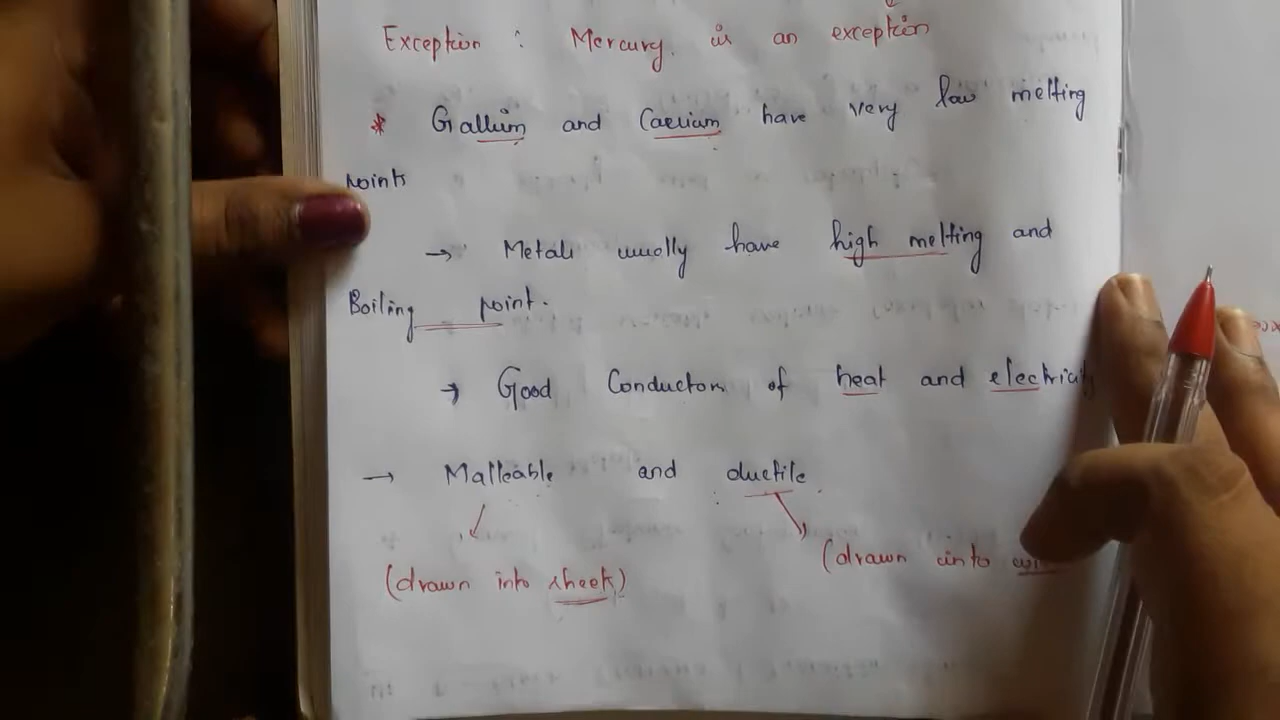 Exception : Mercury is an exception
* Gallium and Caesium have very low melting
points
→ Metals usually have high melting and
Boiling point.
→ Good Conductors of heat and electricity
→ Malleable and ductile.
(drawn into sheets) (drawn into